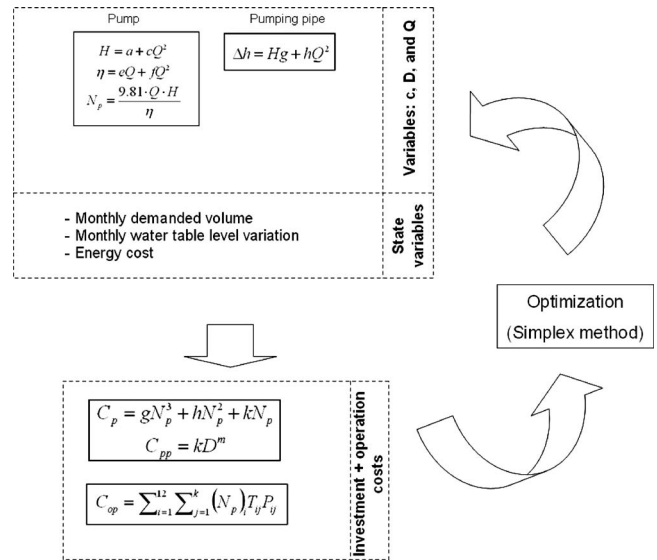 Pump
Pumping pipe
H = a + cQ²
η = eQ + fQ²
N_p = 9.81 · Q · H / η
Δh = Hg + hQ²
Variables: c, D, and Q
- Monthly demanded volume
- Monthly water table level variation
- Energy cost
State variables
Optimization
(Simplex method)
C_p = gN_p³ + hN_p² + kN_p
C_pp = kD^m
C_op = ∑_{i=1}^{12} ∑_{j=1}^{k} (N_p)_i T_ij P_ij
Investment + operation costs